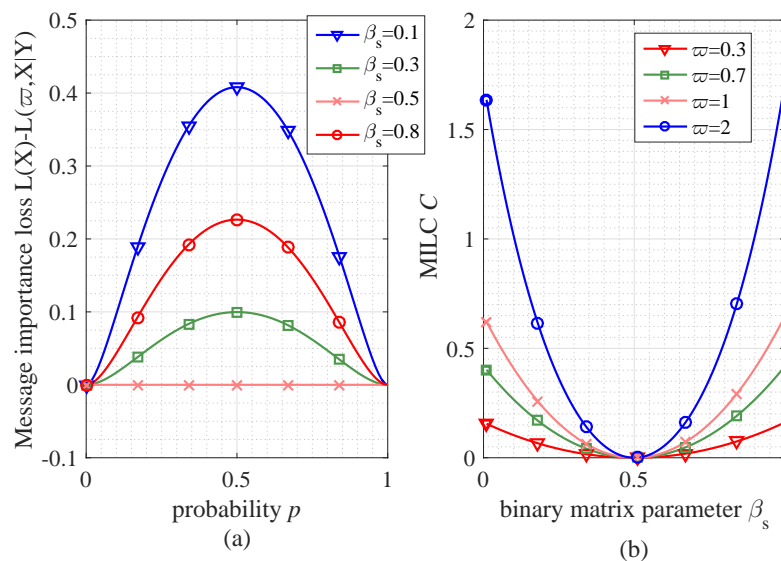 Message importance loss L(X)-L(ϖ,X|Y)
0.5
0.4
0.3
0.2
0.1
0
-0.1
0
0.5
1
probability p
(a)
β_s=0.1
β_s=0.3
β_s=0.5
β_s=0.8
MILC C
2
1.5
1
0.5
0
0
0.5
binary matrix parameter β_s
(b)
ϖ=0.3
ϖ=0.7
ϖ=1
ϖ=2